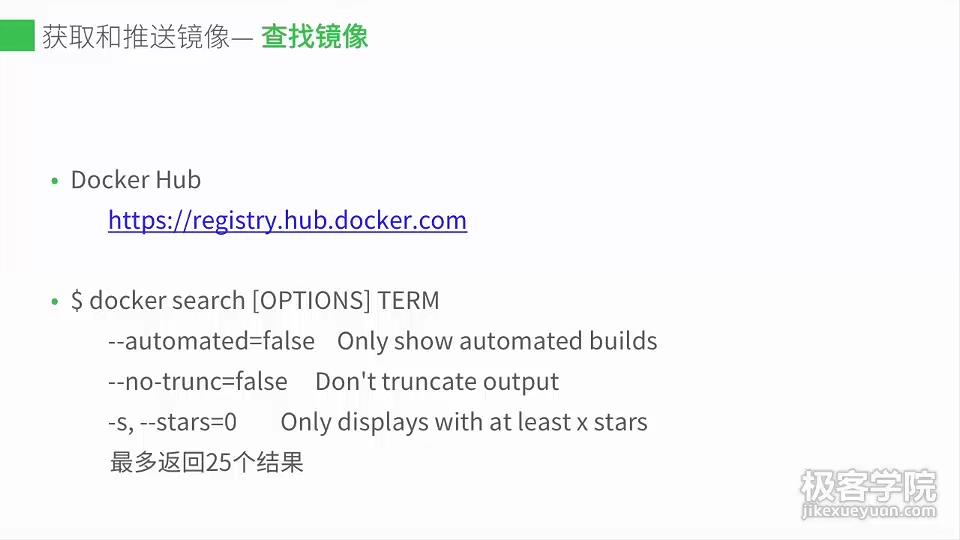 获取和推送镜像— 查找镜像
• Docker Hub
https://registry.hub.docker.com
• $ docker search [OPTIONS] TERM
--automated=false Only show automated builds
--no-trunc=false Don't truncate output
-s, --stars=0 Only displays with at least x stars
最多返回25个结果
极客学院
jikexueyuan.com